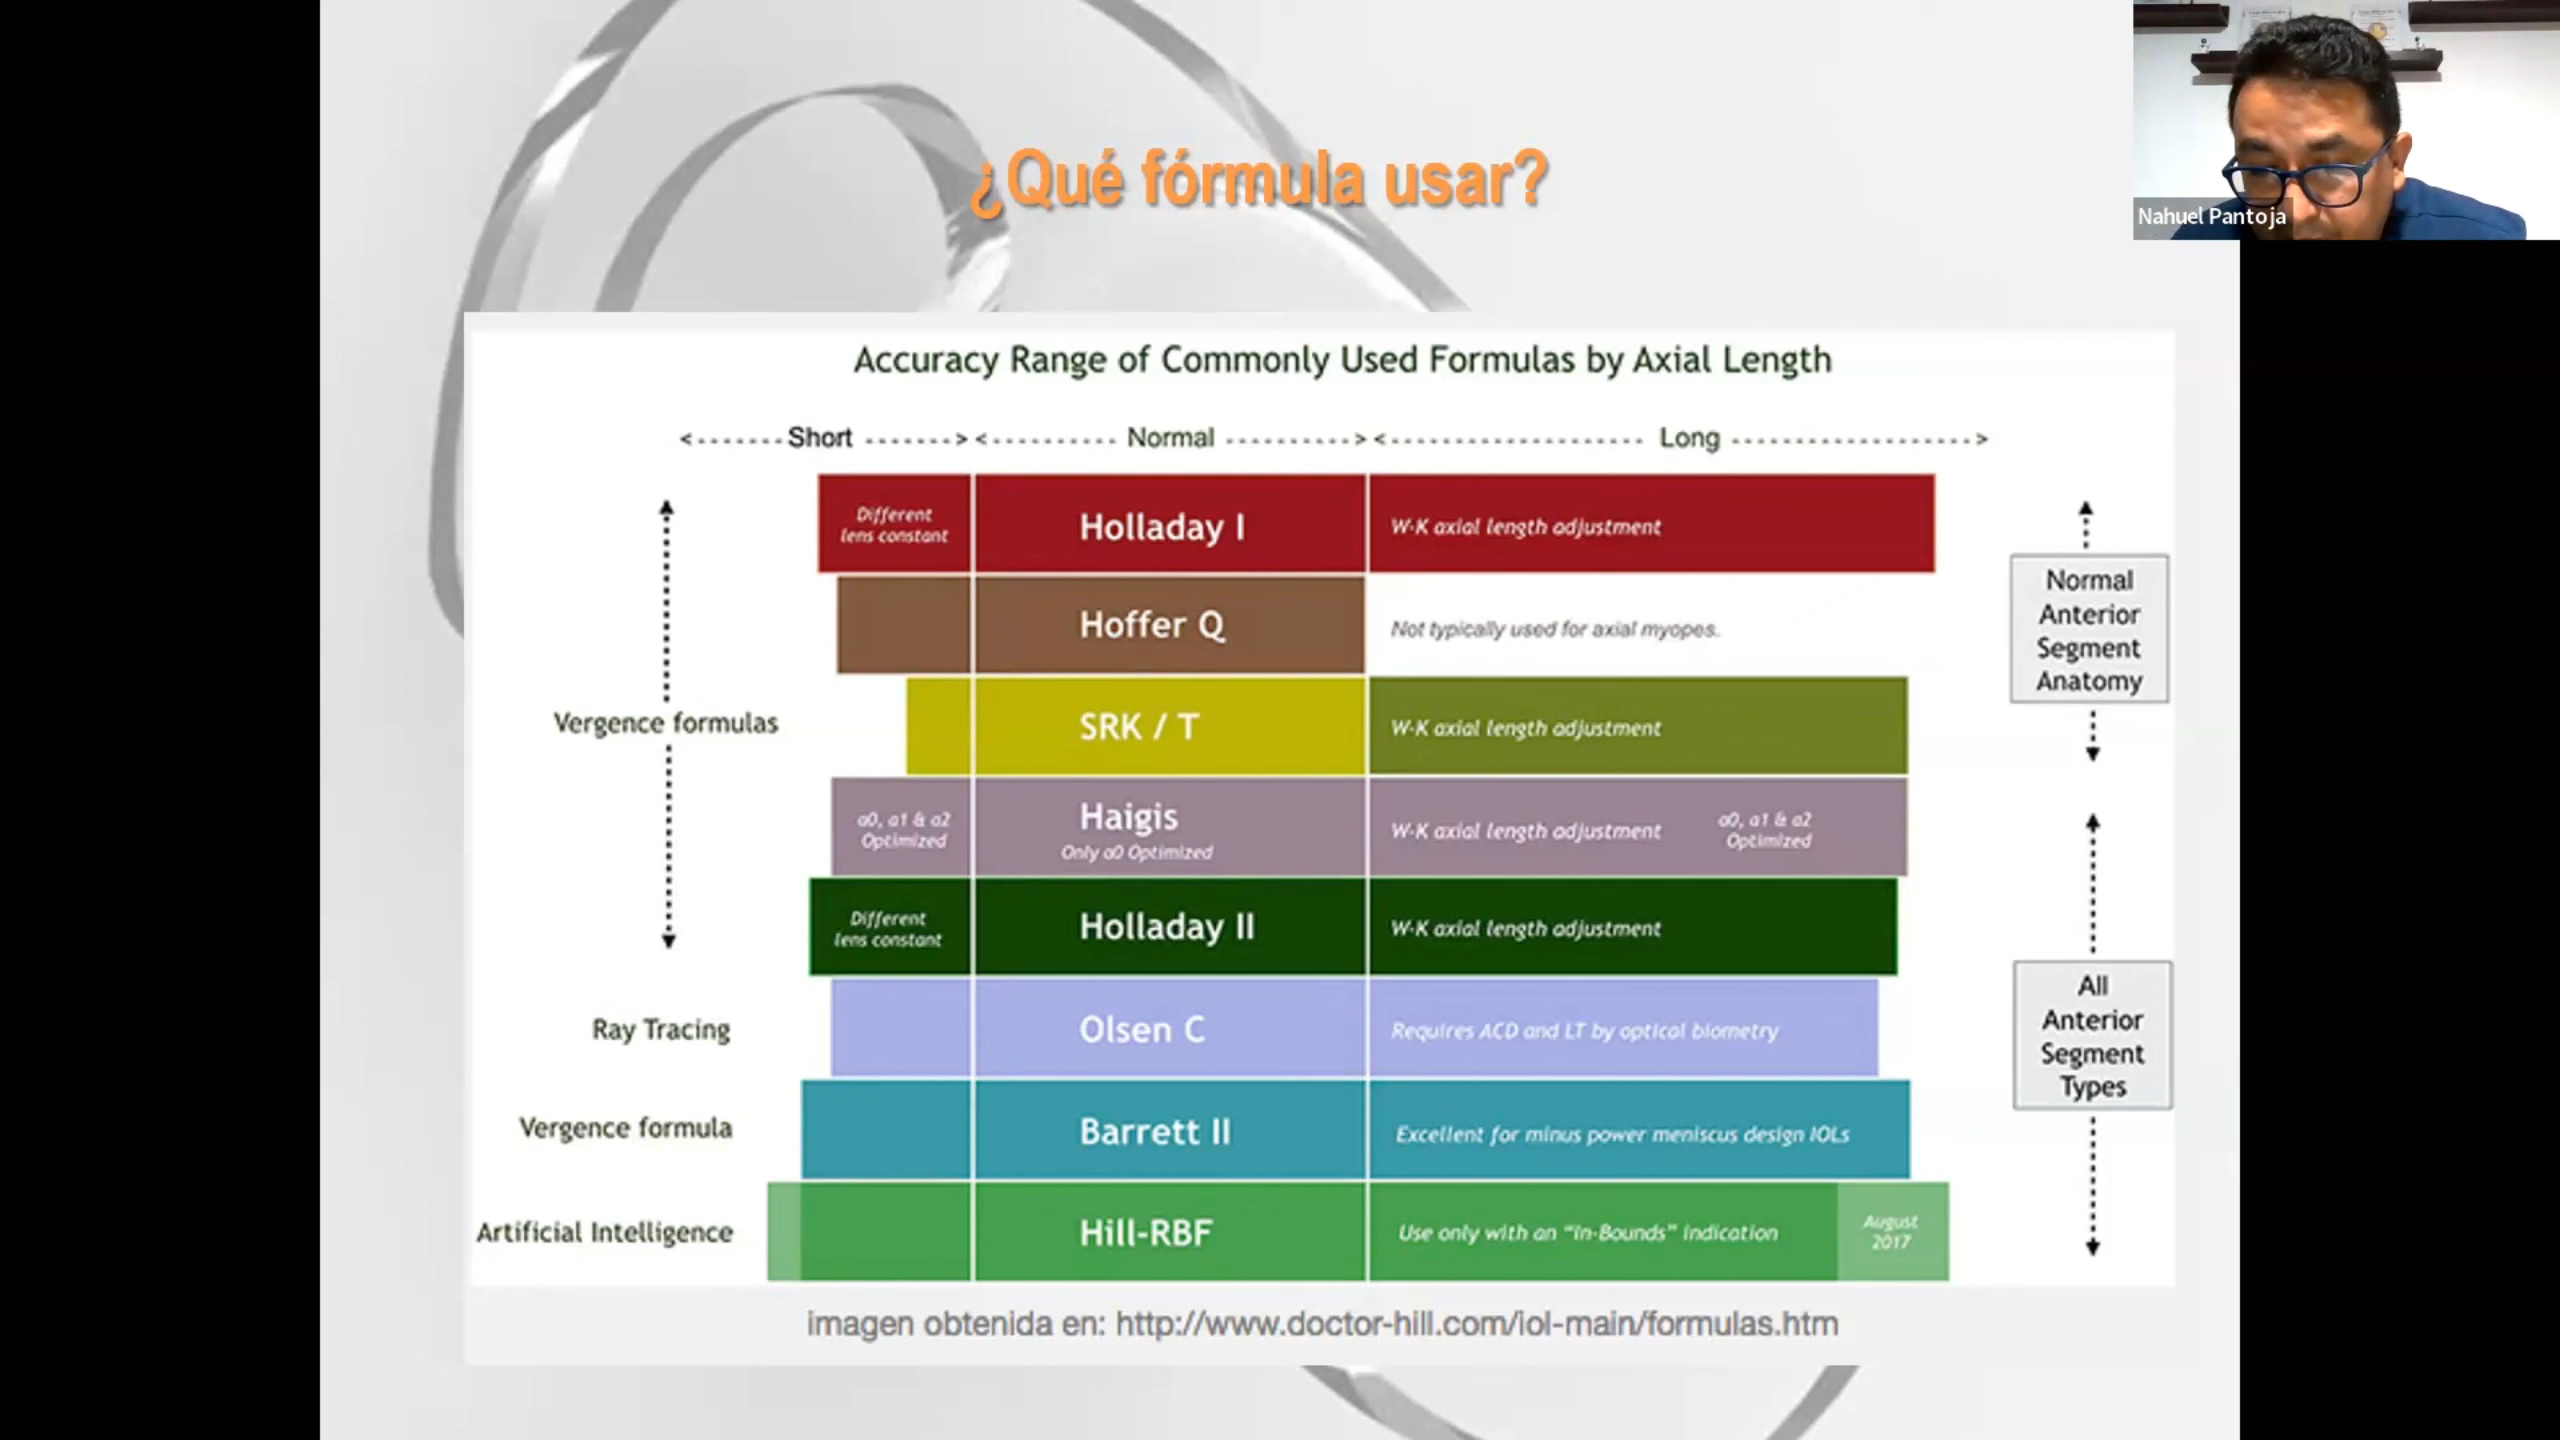 ¿Qué fórmula usar?
Nahuel Pantoja
Accuracy Range of Commonly Used Formulas by Axial Length
Short
Normal
Long
Different
lens constant
Holladay I
W-K axial length adjustment
Hoffer Q
Not typically used for axial myopes.
Normal
Anterior
Segment
Anatomy
Vergence formulas
SRK / T
W-K axial length adjustment
a0, a1 & a2
Optimized
Haigis
Only a0 Optimized
W-K axial length adjustment
a0, a1 & a2
Optimized
Different
lens constant
Holladay II
W-K axial length adjustment
Ray Tracing
Olsen C
Requires ACD and LT by optical biometry
All
Anterior
Segment
Types
Vergence formula
Barrett II
Excellent for minus power meniscus design IOLs
Artificial Intelligence
Hill-RBF
Use only with an “In-Bounds” indication
August
2017
imagen obtenida en: http://www.doctor-hill.com/iol-main/formulas.htm